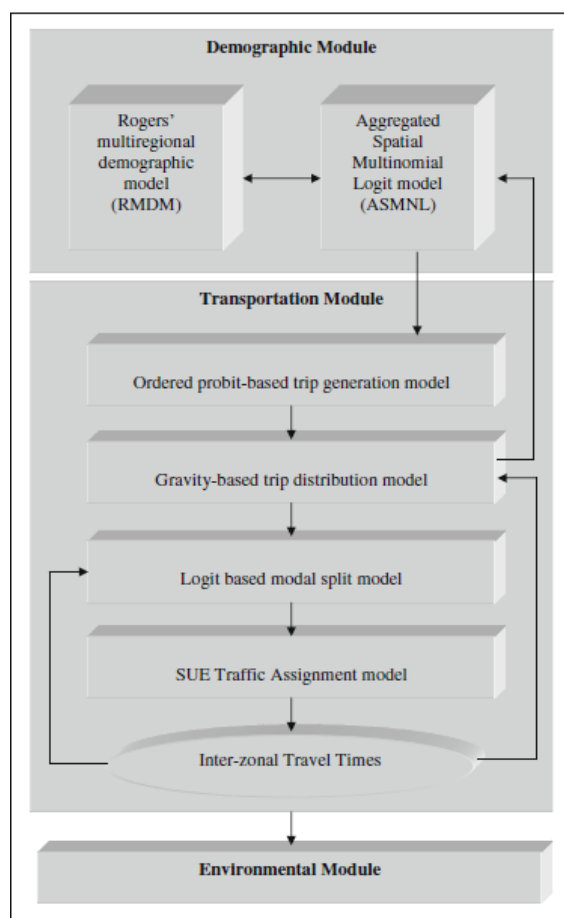 Demographic Module
Rogers’
multiregional
demographic
model
(RMDM)
Aggregated
Spatial
Multinomial
Logit model
(ASMNL)
Transportation Module
Ordered probit-based trip generation model
Gravity-based trip distribution model
Logit based modal split model
SUE Traffic Assignment model
Inter-zonal Travel Times
Environmental Module